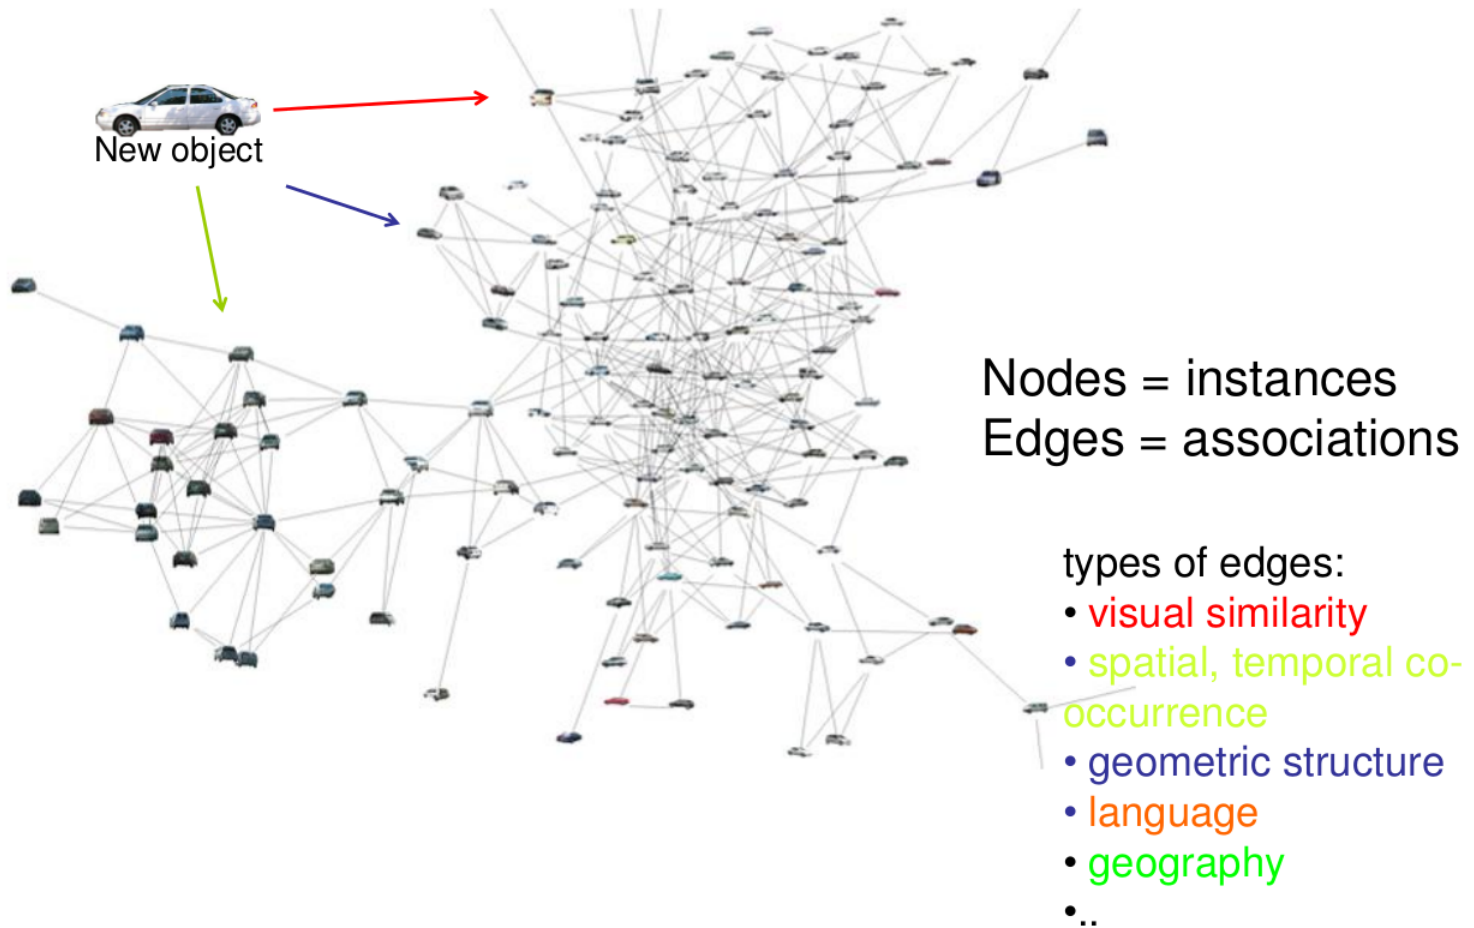 New object
Nodes = instances
Edges = associations
types of edges:
• visual similarity
• spatial, temporal co-
occurrence
• geometric structure
• language
• geography
•..